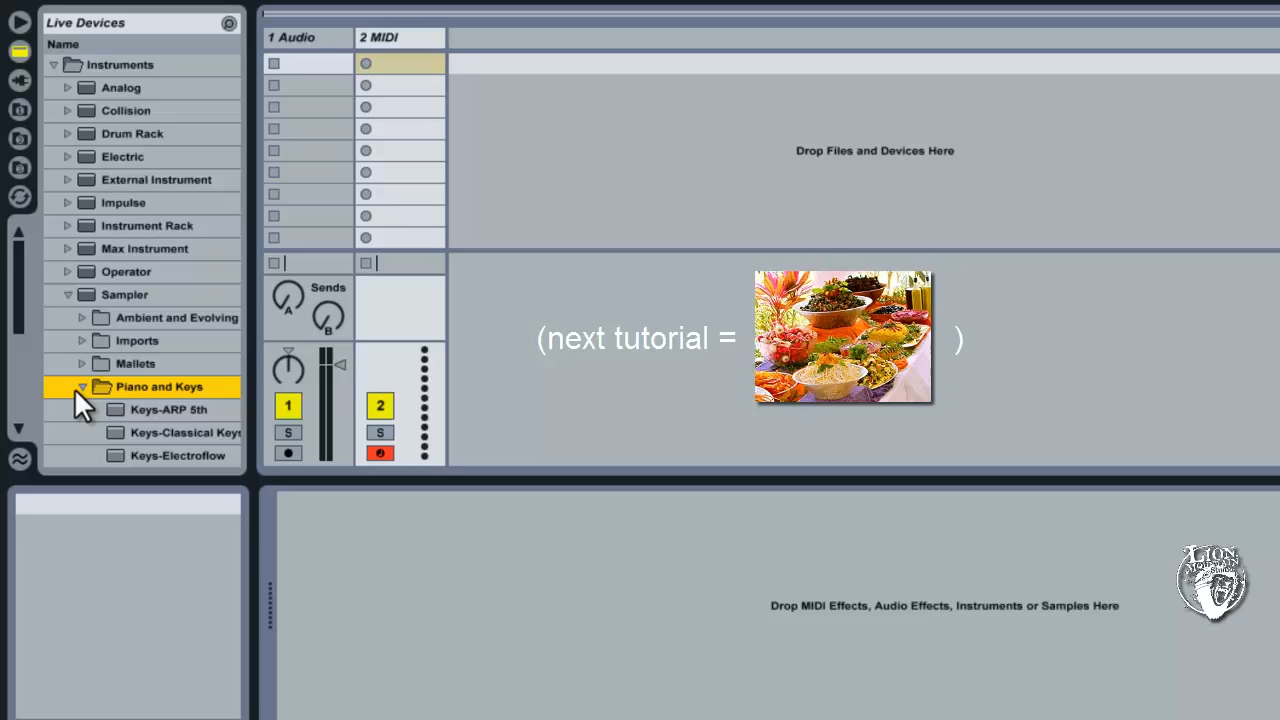 Live Devices
Name
Instruments
Analog
Collision
Drum Rack
Electric
External Instrument
Impulse
Instrument Rack
Max Instrument
Operator
Sampler
Ambient and Evolving
Imports
Mallets
Piano and Keys
Keys-ARP 5th
Keys-Classical Keys
Keys-Electroflow
1 Audio
2 MIDI
Sends
A
B
1
2
S
S
Drop Files and Devices Here
(next tutorial = )
Drop MIDI Effects, Audio Effects, Instruments or Samples Here
LION
MOUNTAIN